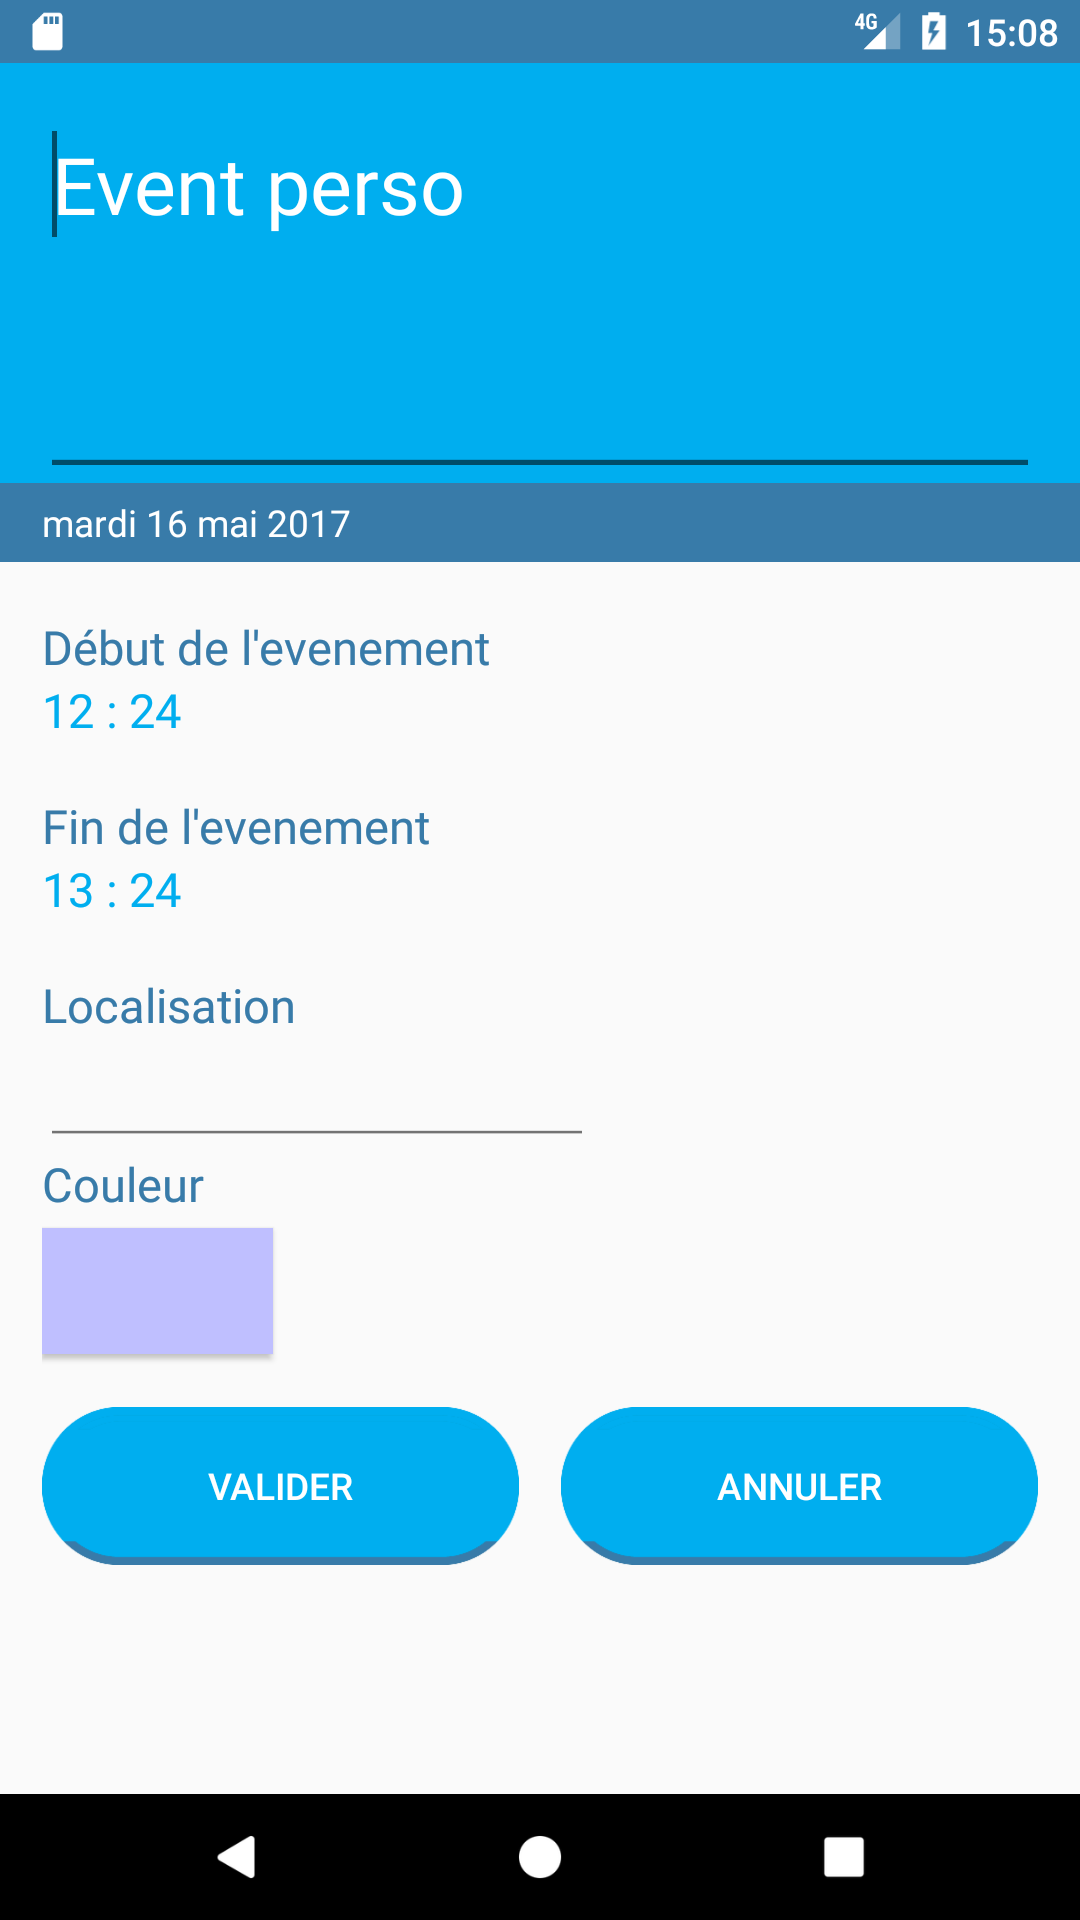 4G 15:08
Event perso
mardi 16 mai 2017
Début de l'evenement
12 : 24
Fin de l'evenement
13 : 24
Localisation
Couleur
VALIDER ANNULER